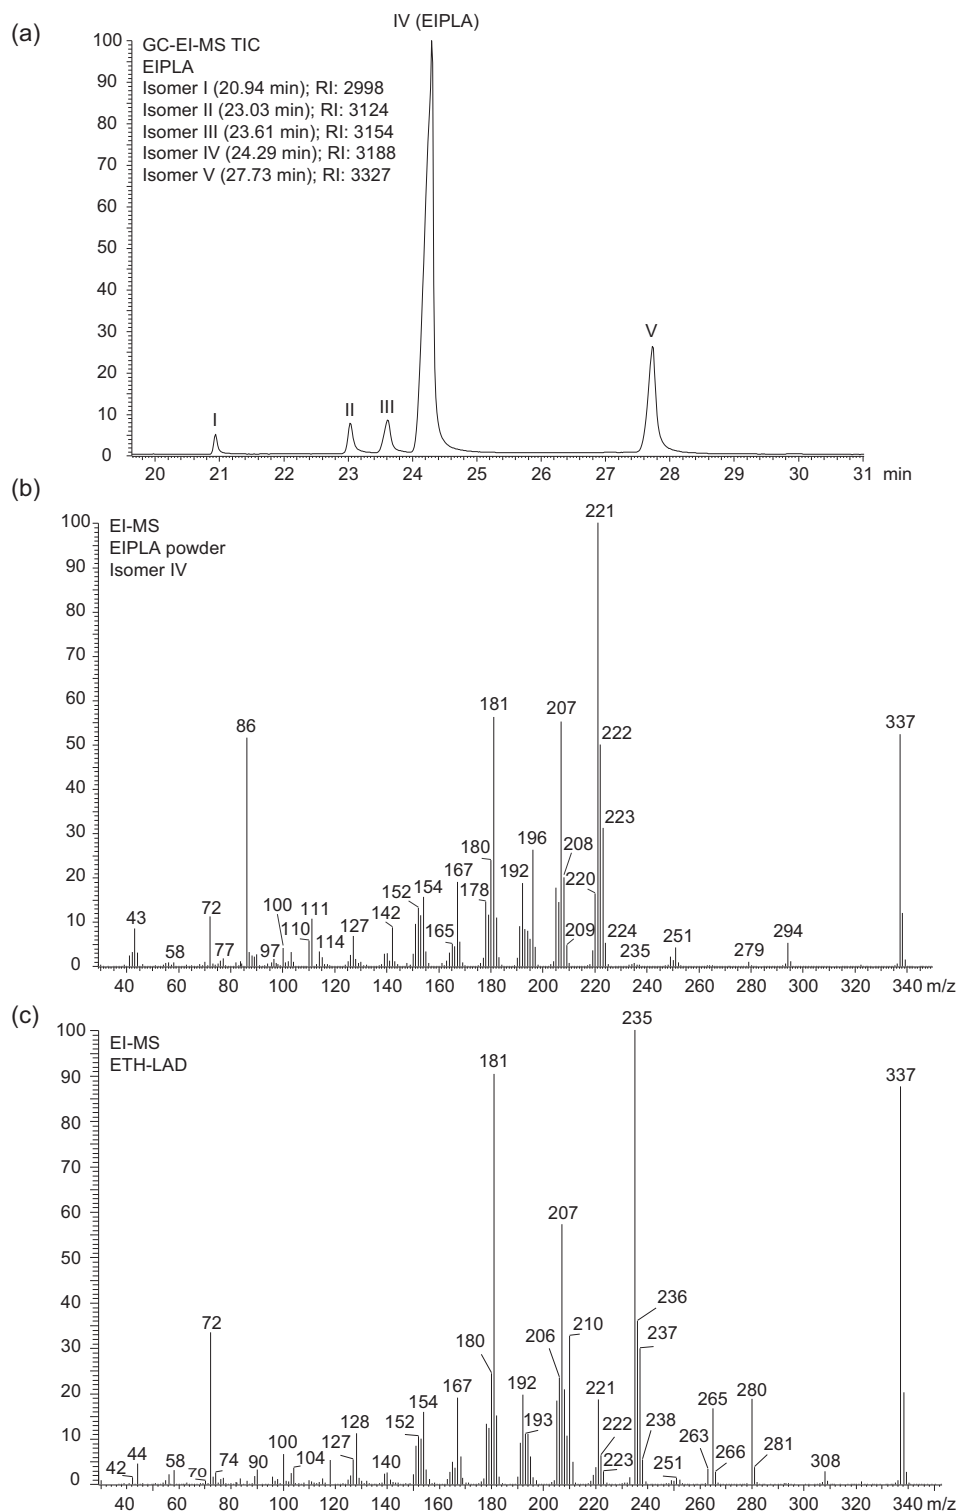 (a)
IV (EIPLA)
GC-EI-MS TIC
EIPLA
Isomer I (20.94 min); RI: 2998
Isomer II (23.03 min); RI: 3124
Isomer III (23.61 min); RI: 3154
Isomer IV (24.29 min); RI: 3188
Isomer V (27.73 min); RI: 3327
100
90
80
70
60
50
40
30
20
10
0
I
II
III
V
20 21 22 23 24 25 26 27 28 29 30 31 min
(b)
EI-MS
EIPLA powder
Isomer IV
100
90
80
70
60
50
40
30
20
10
0
43 58 72 77 86 97 100 110 111 114 127 142 152 154 165 167 178 180 181 192 196 207 208 209 220 221 222 223 224 235 251 279 294 337
40 60 80 100 120 140 160 180 200 220 240 260 280 300 320 340 m/z
(c)
EI-MS
ETH-LAD
100
90
80
70
60
50
40
30
20
10
0
42 44 58 70 72 74 90 100 104 127 128 140 152 154 167 180 181 192 193 206 207 210 221 222 223 235 236 237 238 251 263 265 266 280 281 308 337
40 60 80 100 120 140 160 180 200 220 240 260 280 300 320 340 m/z